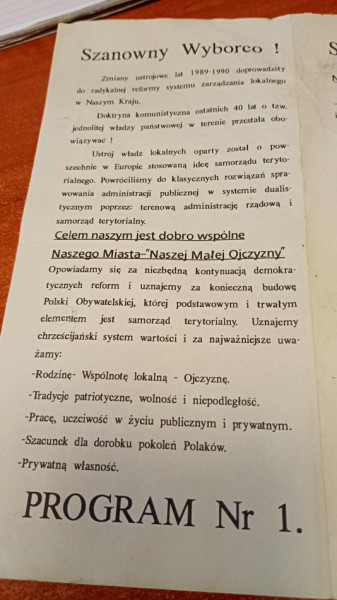 Szanowny Wyborco !
Zmiany ustrojowe lat 1989-1990 doprowadziły
do radykalnej reformy systemu zarządzania lokalnego
w Naszym Kraju.
Doktryna komunistyczna ostatnich 40 lat o tzw.
jednolitej władzy państwowej w terenie przestała obo-
wiązywać !
Ustrój władz lokalnych oparty został o pow-
szechnie w Europie stosowaną ideę samorządu teryto-
rialnego. Powróciliśmy do klasycznych rozwiązań spra-
wowania administracji publicznej w systemie dualis-
tycznym poprzez: terenową administrację rządową i
samorząd terytorialny.
Celem naszym jest dobro wspólne
Naszego Miasta-"Naszej Małej Ojczyzny"
Opowiadamy się za niezbędną kontynuacją demokra-
tycznych reform i uznajemy za konieczną budowę
Polski Obywatelskiej, której podstawowym i trwałym
elementem jest samorząd terytorialny. Uznajemy
chrześcijański system wartości i za najważniejsze uwa-
żamy:
-Rodzinę- Wspólnotę lokalną - Ojczyznę.
-Tradycje patriotyczne, wolność i niepodległość.
-Pracę, uczciwość w życiu publicznym i prywatnym.
-Szacunek dla dorobku pokoleń Polaków.
-Prywatną własność.
PROGRAM Nr 1.